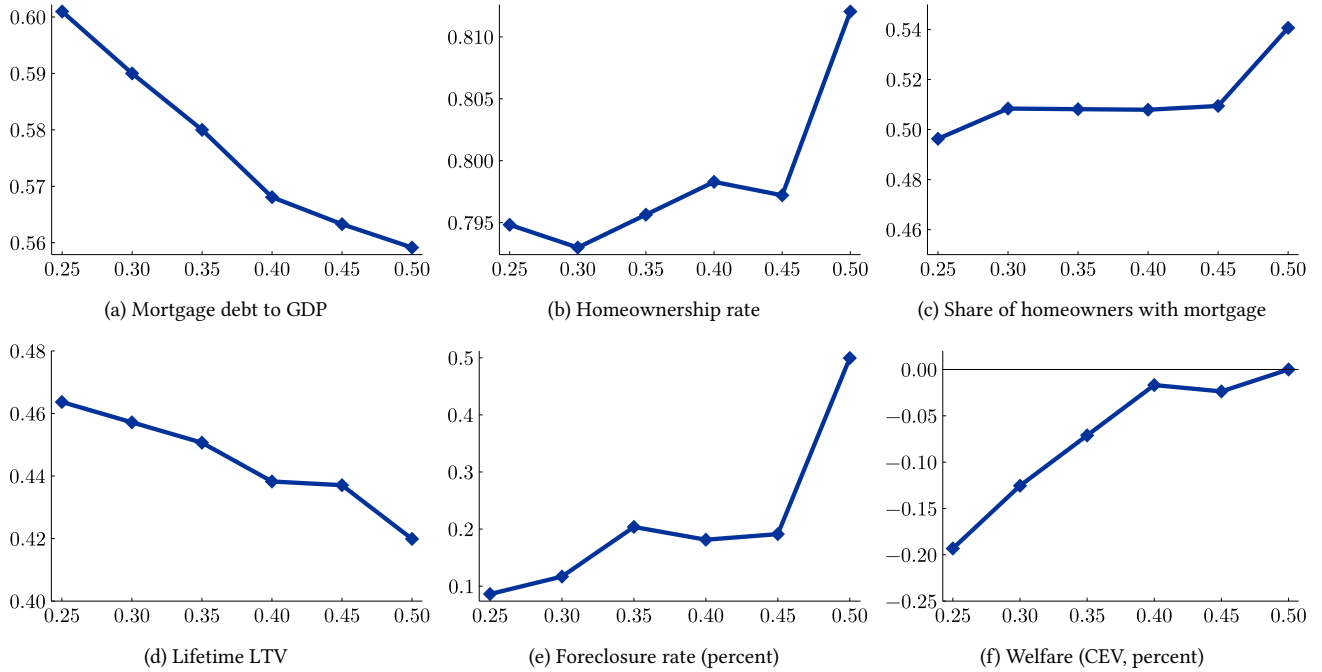 0.60
0.59
0.58
0.57
0.56
0.25 0.30 0.35 0.40 0.45 0.50
(a) Mortgage debt to GDP
0.810
0.805
0.800
0.795
0.25 0.30 0.35 0.40 0.45 0.50
(b) Homeownership rate
0.54
0.52
0.50
0.48
0.46
0.25 0.30 0.35 0.40 0.45 0.50
(c) Share of homeowners with mortgage
0.48
0.46
0.44
0.42
0.40
0.25 0.30 0.35 0.40 0.45 0.50
(d) Lifetime LTV
0.5
0.4
0.3
0.2
0.1
0.25 0.30 0.35 0.40 0.45 0.50
(e) Foreclosure rate (percent)
0.00
−0.05
−0.10
−0.15
−0.20
−0.25
0.25 0.30 0.35 0.40 0.45 0.50
(f) Welfare (CEV, percent)